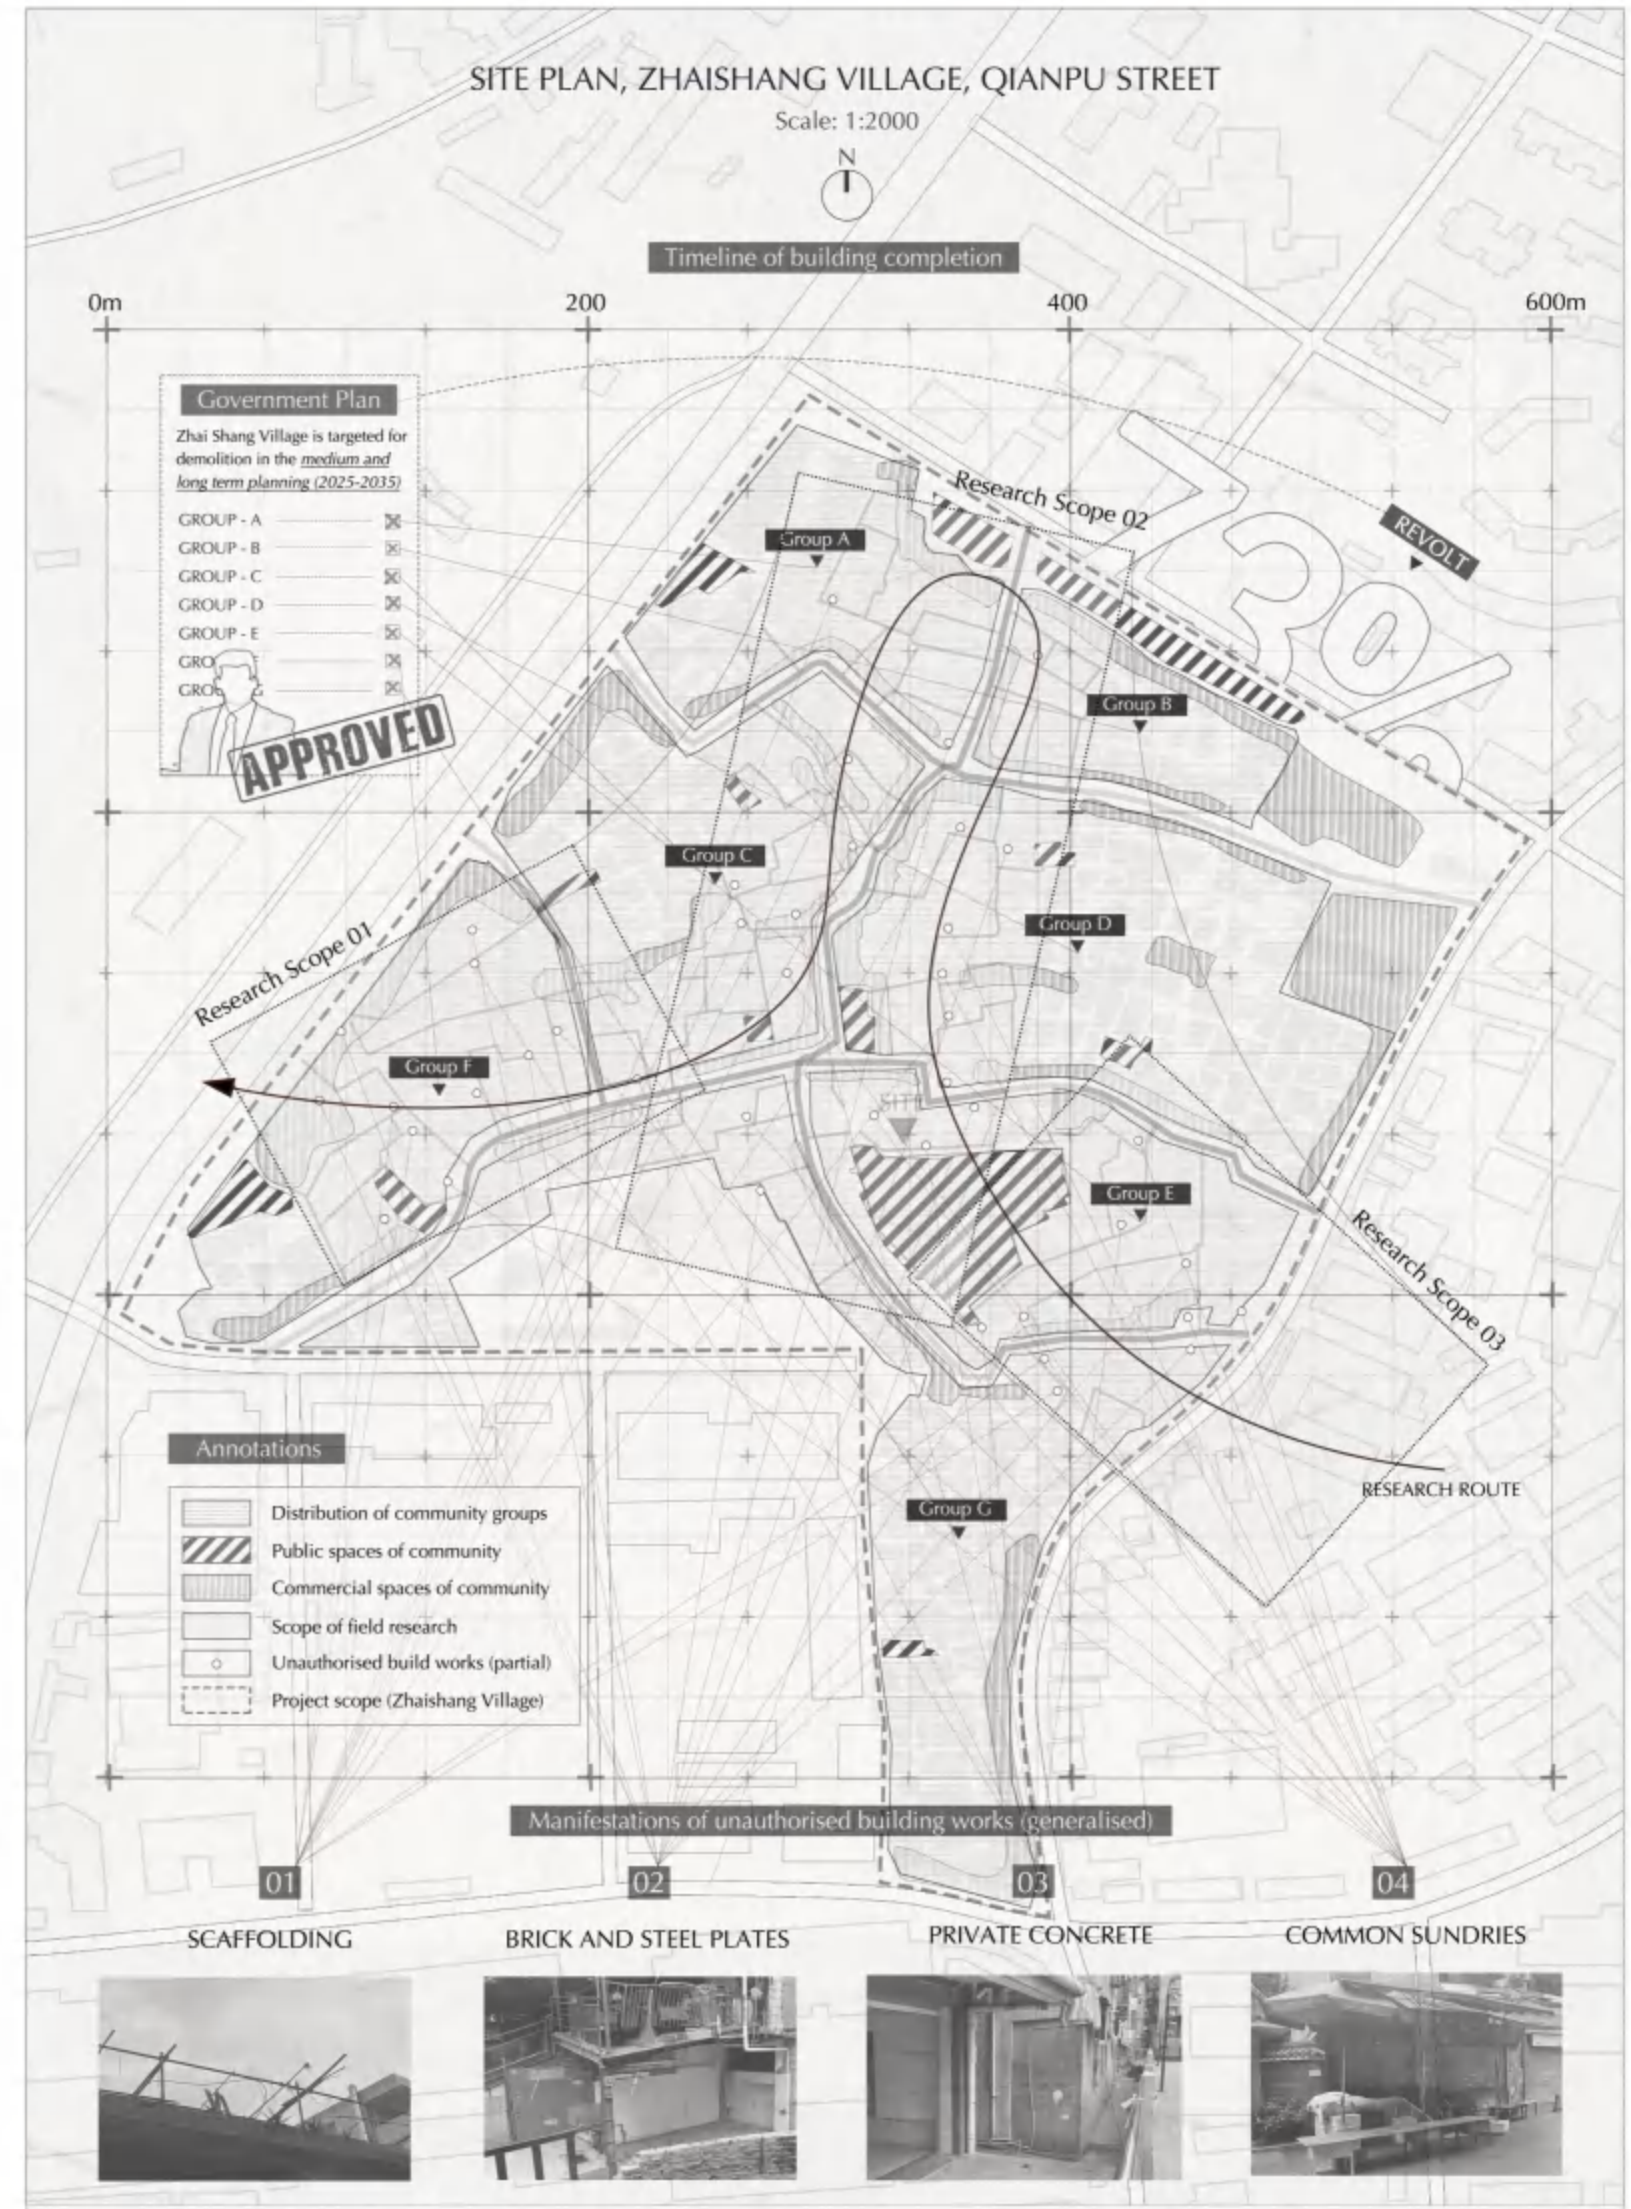 SITE PLAN, ZHAISHANG VILLAGE, QIANPU STREET
Scale: 1:2000
N
Timeline of building completion
0m 200 400 600m
Government Plan
Zhai Shang Village is targeted for
demolition in the medium and
long term planning (2025-2035)
GROUP - A
GROUP - B
GROUP - C
GROUP - D
GROUP - E
GRO
GRO G
APPROVED
Research Scope 02
REVOLT
73%
Group A
Group B
Group C
Group D
Research Scope 01
Group F
SITE
Group E
Research Scope 03
RESEARCH ROUTE
Group G
Annotations
Distribution of community groups
Public spaces of community
Commercial spaces of community
Scope of field research
Unauthorised build works (partial)
Project scope (Zhaishang Village)
Manifestations of unauthorised building works (generalised)
01 02 03 04
SCAFFOLDING
BRICK AND STEEL PLATES
PRIVATE CONCRETE
COMMON SUNDRIES